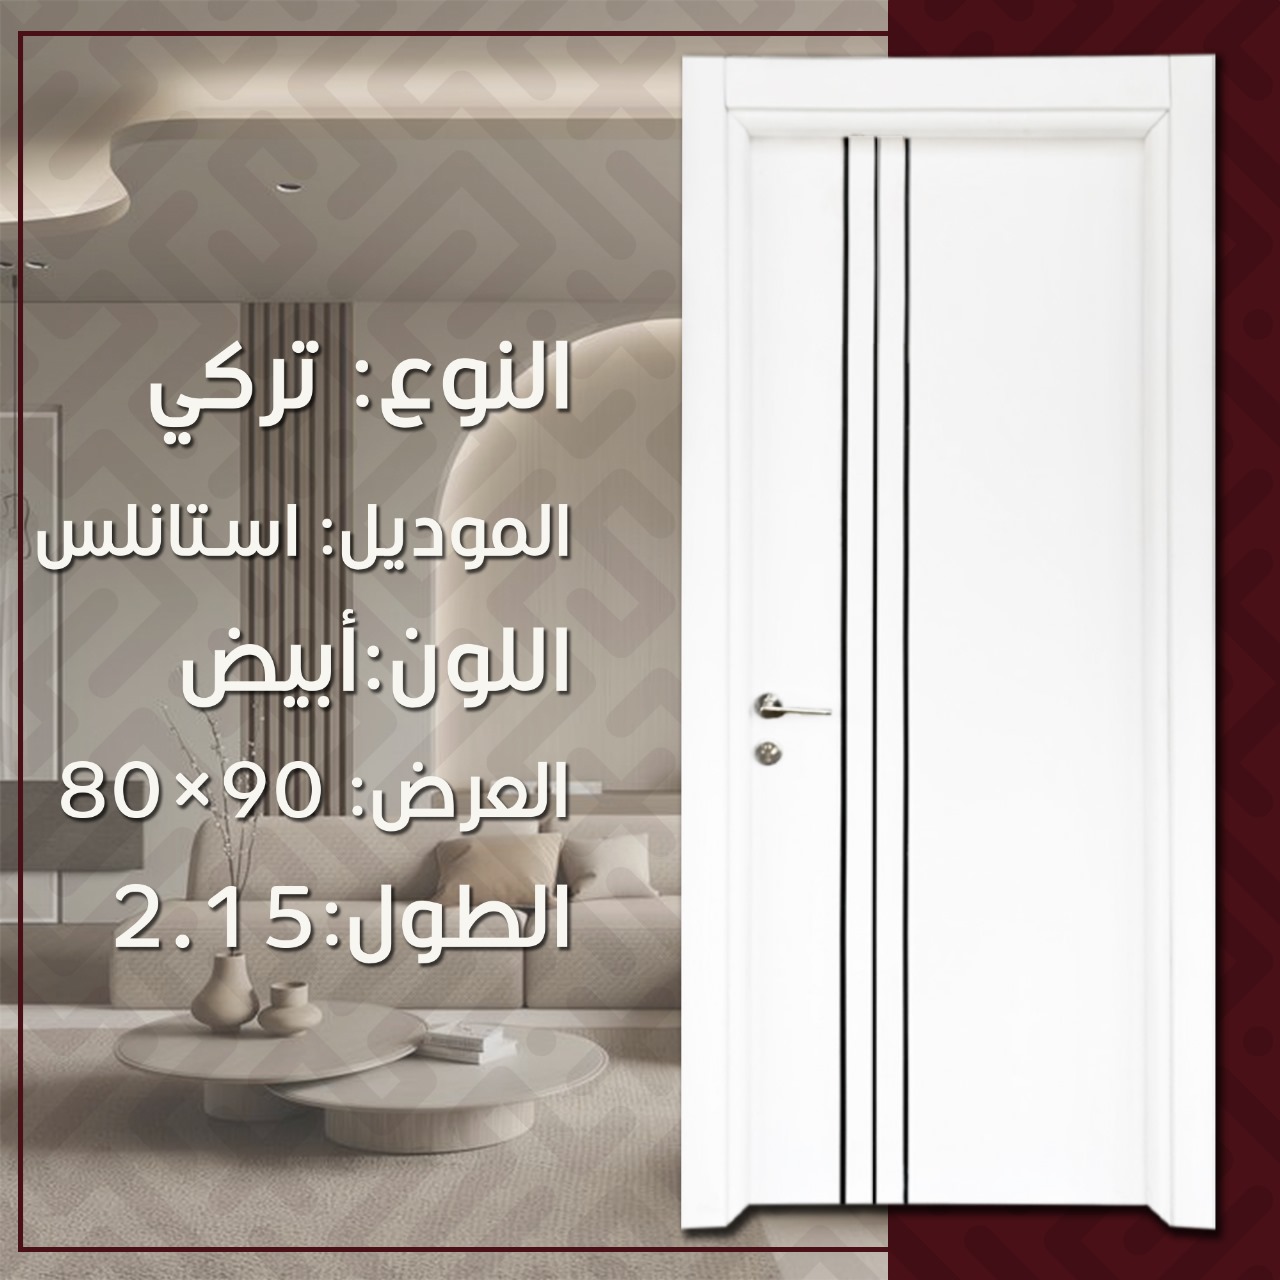 النوع: تركي
الموديل: استانلس
اللون:أبيض
العرض: 90×80
الطول:2.15